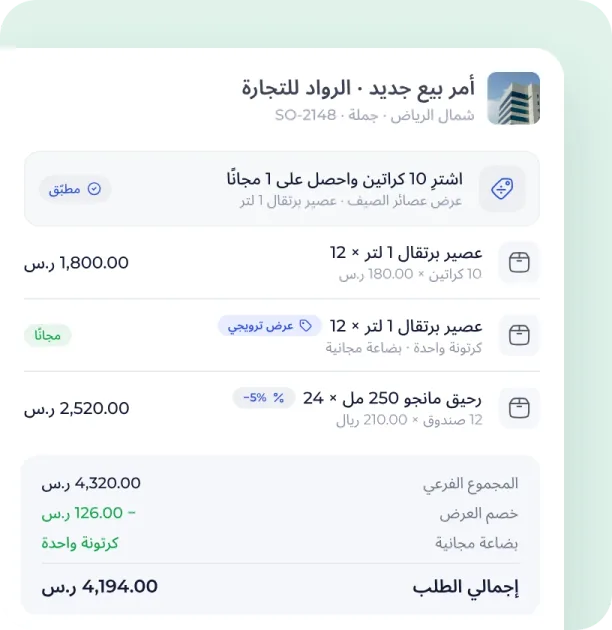 أمر بيع جديد · الرواد للتجارة
شمال الرياض · جملة · SO-2148
اشترِ 10 كراتين واحصل على 1 مجانًا
عرض عصائر الصيف · عصير برتقال 1 لتر
مطبّق
عصير برتقال 1 لتر × 12
10 كراتين × 180.00 ر.س
1,800.00 ر.س
عصير برتقال 1 لتر × 12
عرض ترويجي
كرتونة واحدة · بضاعة مجانية
مجانًا
رحيق مانجو 250 مل × 24
−5%
12 صندوق × 210.00 ريال
2,520.00 ر.س
المجموع الفرعي
4,320.00 ر.س
خصم العرض
− 126.00 ر.س
بضاعة مجانية
كرتونة واحدة
إجمالي الطلب
4,194.00 ر.س